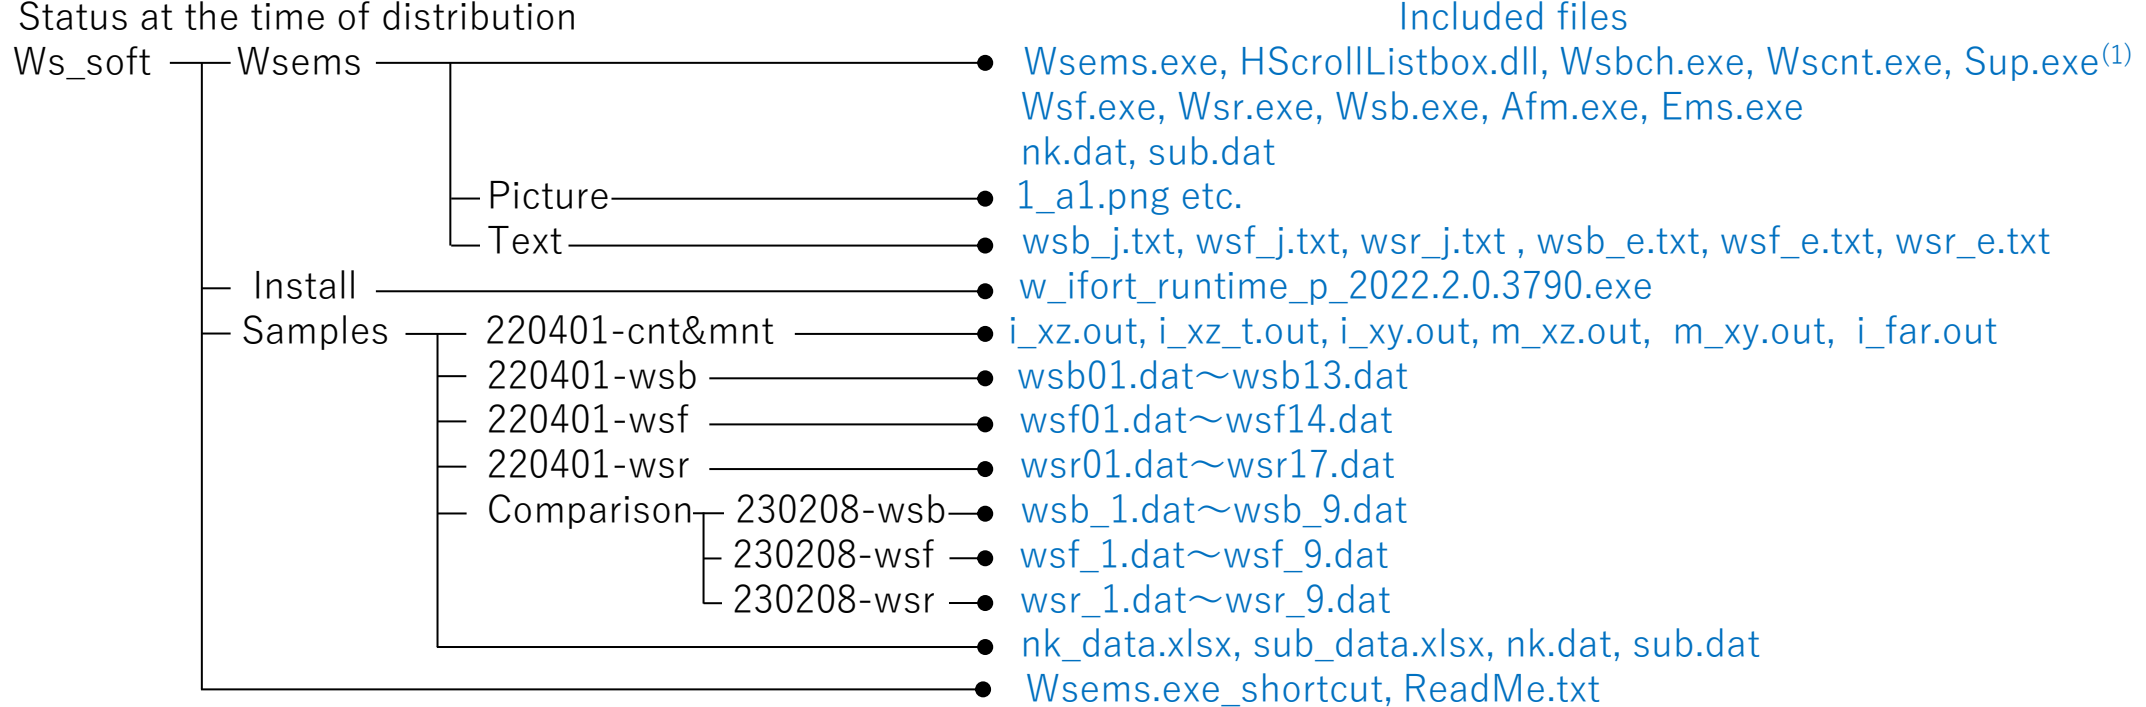 Status at the time of distribution Included files
Ws_soft Wsems Wsems.exe, HScrollListbox.dll, Wsbch.exe, Wscnt.exe, Sup.exe(1)
Wsf.exe, Wsr.exe, Wsb.exe, Afm.exe, Ems.exe
nk.dat, sub.dat
Picture 1_a1.png etc.
Text wsb_j.txt, wsf_j.txt, wsr_j.txt , wsb_e.txt, wsf_e.txt, wsr_e.txt
Install w_ifort_runtime_p_2022.2.0.3790.exe
Samples 220401-cnt&mnt i_xz.out, i_xz_t.out, i_xy.out, m_xz.out, m_xy.out, i_far.out
220401-wsb wsb01.dat～wsb13.dat
220401-wsf wsf01.dat～wsf14.dat
220401-wsr wsr01.dat～wsr17.dat
Comparison 230208-wsb wsb_1.dat～wsb_9.dat
230208-wsf wsf_1.dat～wsf_9.dat
230208-wsr wsr_1.dat～wsr_9.dat
nk_data.xlsx, sub_data.xlsx, nk.dat, sub.dat
Wsems.exe_shortcut, ReadMe.txt